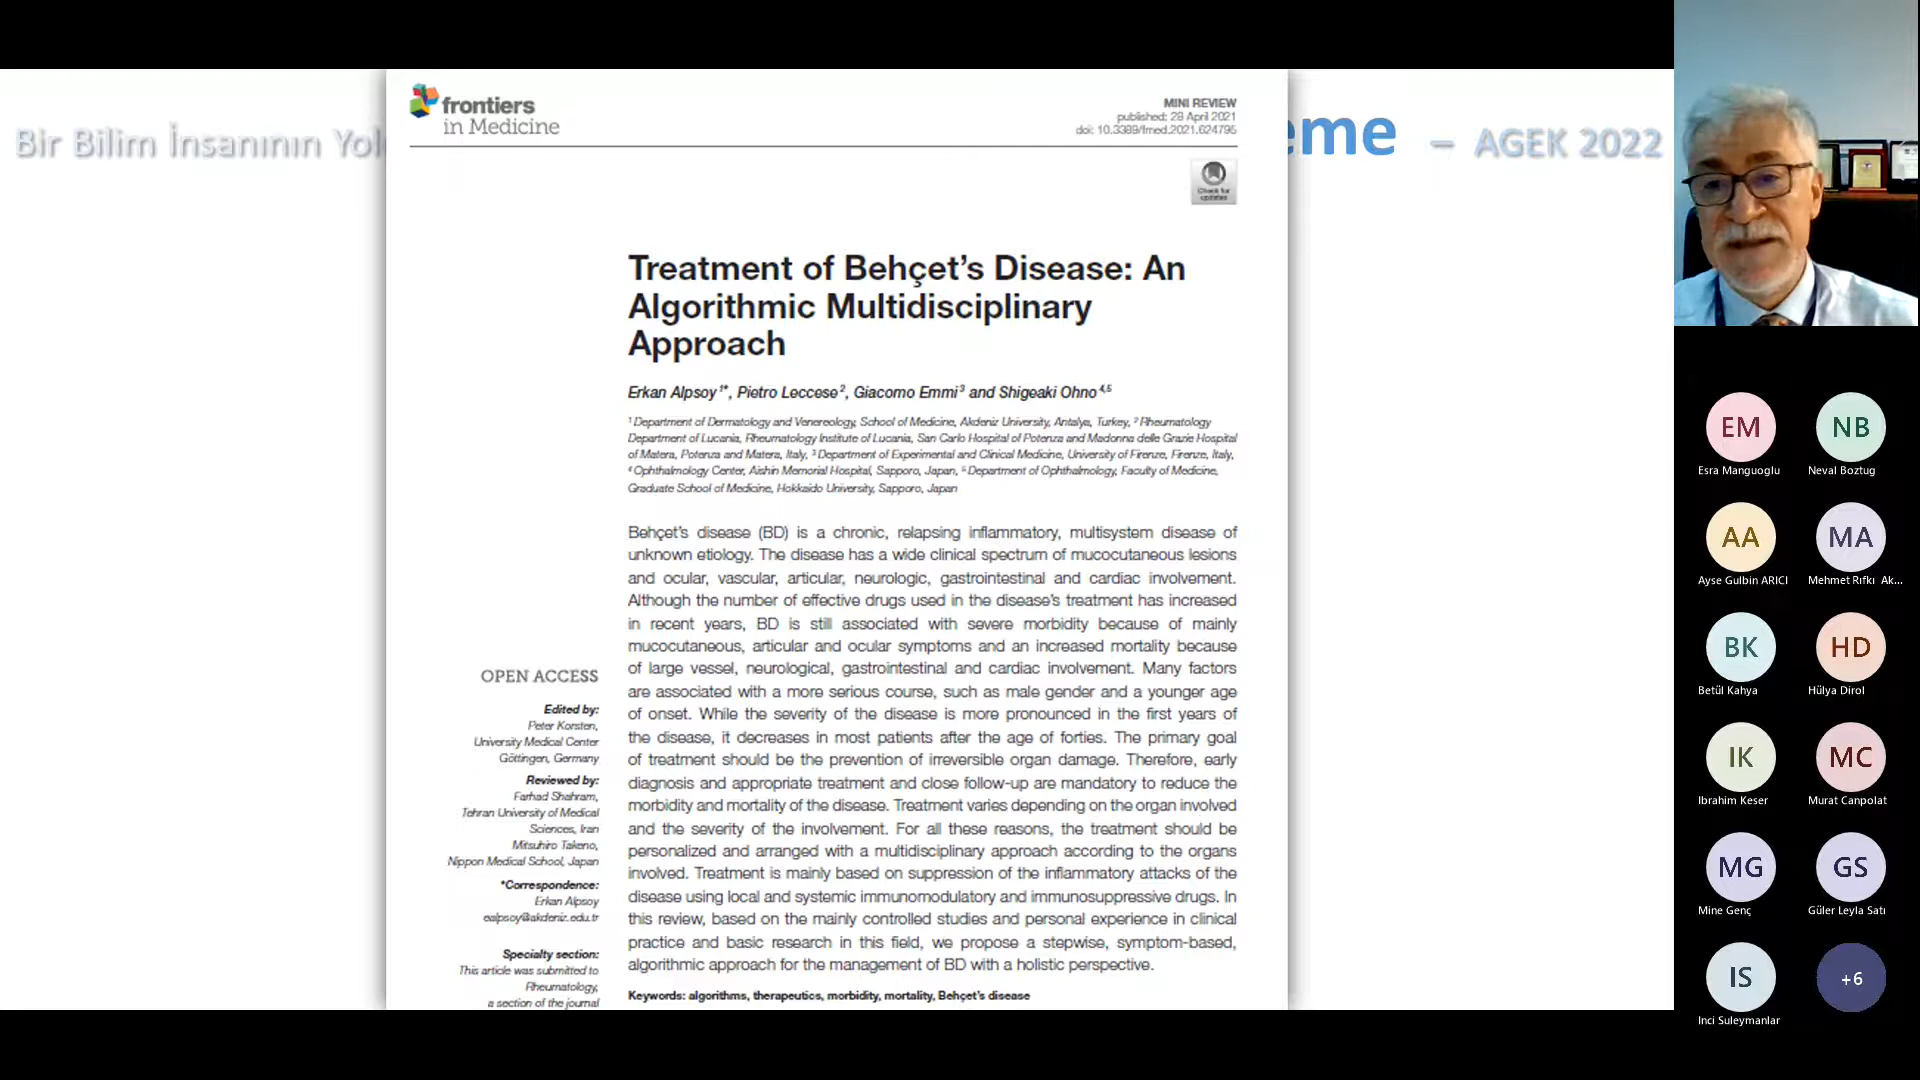 Bir Bilim İnsanının Yol
eme – AGEK 2022
frontiers
in Medicine
MINI REVIEW
published: 28 April 2021
doi: 10.3389/fmed.2021.624795
Check for
updates
Treatment of Behçet’s Disease: An
Algorithmic Multidisciplinary
Approach
Erkan Alpsoy 1*, Pietro Leccese 2, Giacomo Emmi 3 and Shigeaki Ohno 4,5
1 Department of Dermatology and Venereology, School of Medicine, Akdeniz University, Antalya, Turkey, 2 Rheumatology
Department of Lucania, Rheumatology Institute of Lucania, San Carlo Hospital of Potenza and Madonna delle Grazie Hospital
of Matera, Potenza and Matera, Italy, 3 Department of Experimental and Clinical Medicine, University of Firenze, Firenze, Italy,
4 Ophthalmology Center, Aishin Memorial Hospital, Sapporo, Japan, 5 Department of Ophthalmology, Faculty of Medicine,
Graduate School of Medicine, Hokkaido University, Sapporo, Japan
Behçet’s disease (BD) is a chronic, relapsing inflammatory, multisystem disease of
unknown etiology. The disease has a wide clinical spectrum of mucocutaneous lesions
and ocular, vascular, articular, neurologic, gastrointestinal and cardiac involvement.
Although the number of effective drugs used in the disease’s treatment has increased
in recent years, BD is still associated with severe morbidity because of mainly
mucocutaneous, articular and ocular symptoms and an increased mortality because
of large vessel, neurological, gastrointestinal and cardiac involvement. Many factors
are associated with a more serious course, such as male gender and a younger age
of onset. While the severity of the disease is more pronounced in the first years of
the disease, it decreases in most patients after the age of forties. The primary goal
of treatment should be the prevention of irreversible organ damage. Therefore, early
diagnosis and appropriate treatment and close follow-up are mandatory to reduce the
morbidity and mortality of the disease. Treatment varies depending on the organ involved
and the severity of the involvement. For all these reasons, the treatment should be
personalized and arranged with a multidisciplinary approach according to the organs
involved. Treatment is mainly based on suppression of the inflammatory attacks of the
disease using local and systemic immunomodulatory and immunosuppressive drugs. In
this review, based on the mainly controlled studies and personal experience in clinical
practice and basic research in this field, we propose a stepwise, symptom-based,
algorithmic approach for the management of BD with a holistic perspective.
Keywords: algorithms, therapeutics, morbidity, mortality, Behçet’s disease
OPEN ACCESS
Edited by:
Peter Korsten,
University Medical Center
Göttingen, Germany
Reviewed by:
Farhad Shahram,
Tehran University of Medical
Sciences, Iran
Mitsuhiro Takeno,
Nippon Medical School, Japan
*Correspondence:
Erkan Alpsoy
ealpsoy@akdeniz.edu.tr
Specialty section:
This article was submitted to
Rheumatology,
a section of the journal
EM
Esra Manguoglu
NB
Neval Boztug
AA
Ayse Gulbin ARICI
MA
Mehmet Rıfkı Ak...
BK
Betül Kahya
HD
Hülya Dirol
IK
Ibrahim Keser
MC
Murat Canpolat
MG
Mine Genç
GS
Güler Leyla Satı
IS
Inci Suleymanlar
+6